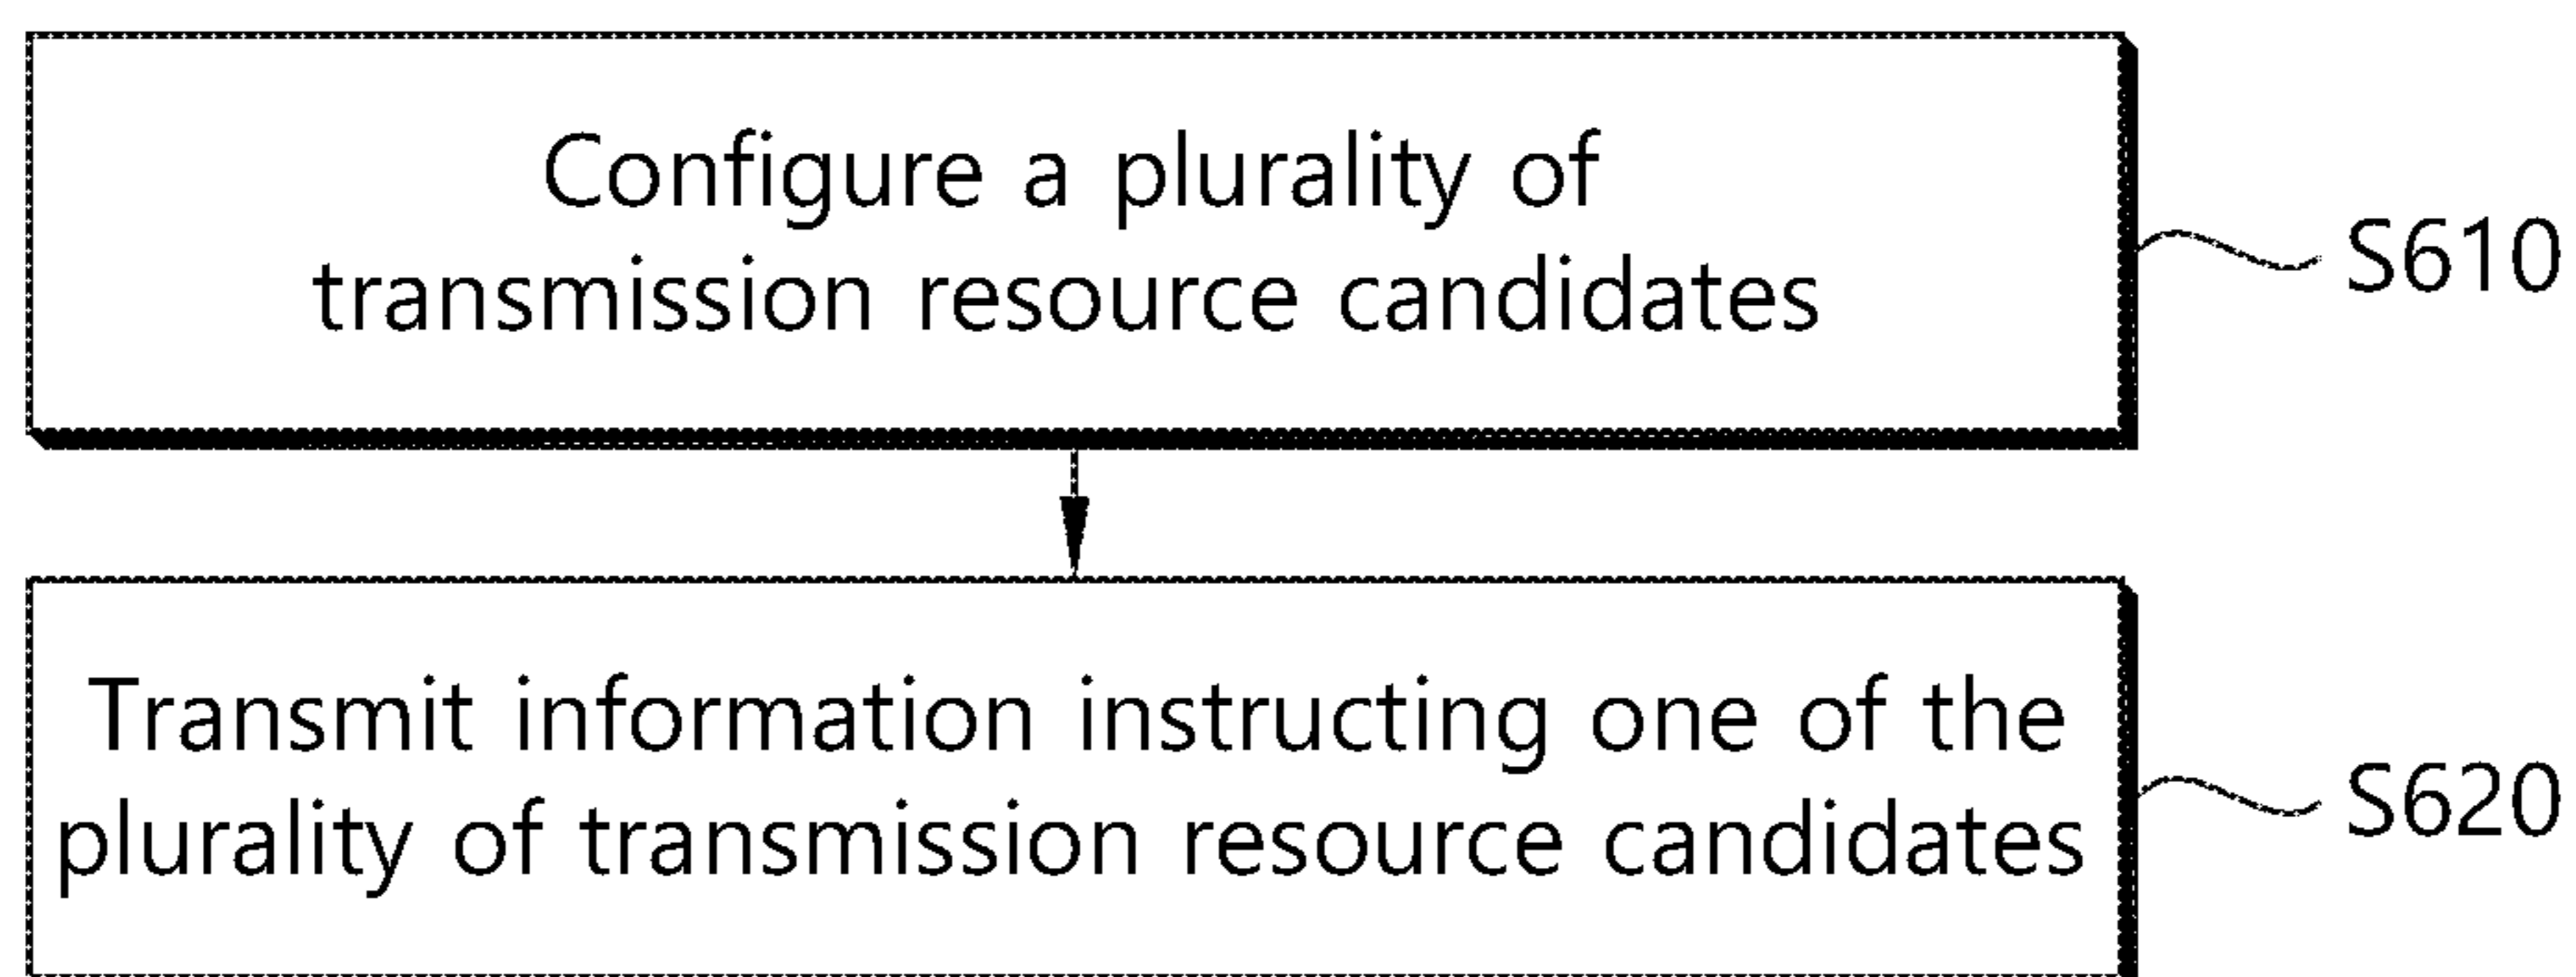 Configure a plurality of
transmission resource candidates
S610
Transmit information instructing one of the
plurality of transmission resource candidates
S620